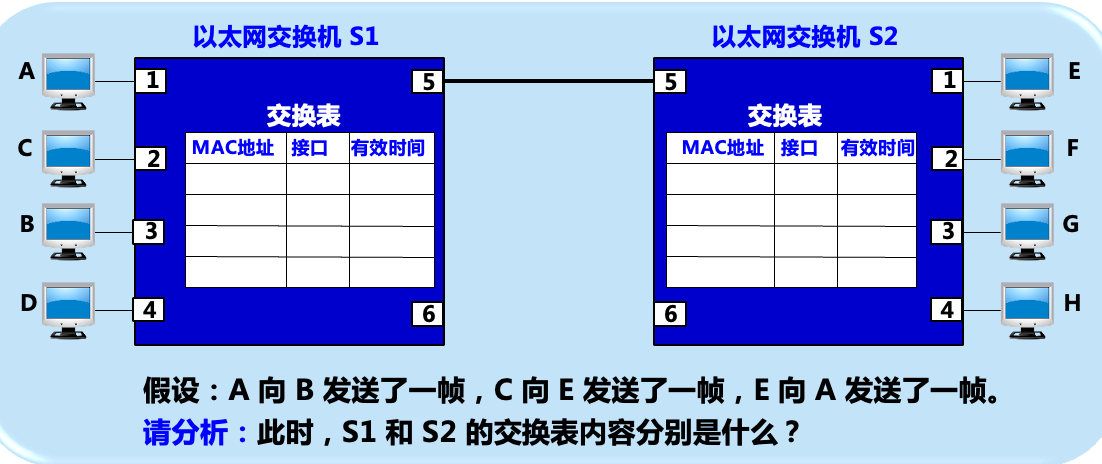 以太网交换机 S1
以太网交换机 S2
A
1
5
5
1
E
交换表
交换表
MAC地址 接口 有效时间
MAC地址 接口 有效时间
C
2
2
F
B
3
3
G
D
4
6
6
4
H
假设：A 向 B 发送了一帧，C 向 E 发送了一帧，E 向 A 发送了一帧。
请分析：此时，S1 和 S2 的交换表内容分别是什么？